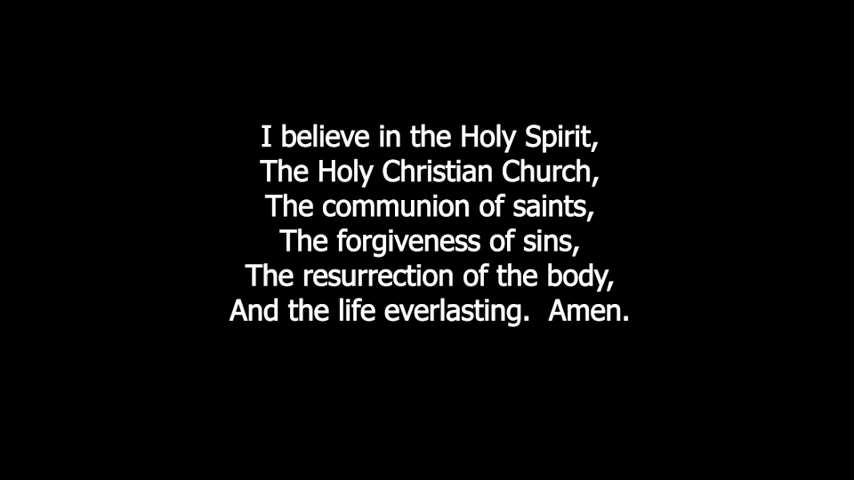 I believe in the Holy Spirit,
The Holy Christian Church,
The communion of saints,
The forgiveness of sins,
The resurrection of the body,
And the life everlasting.  Amen.